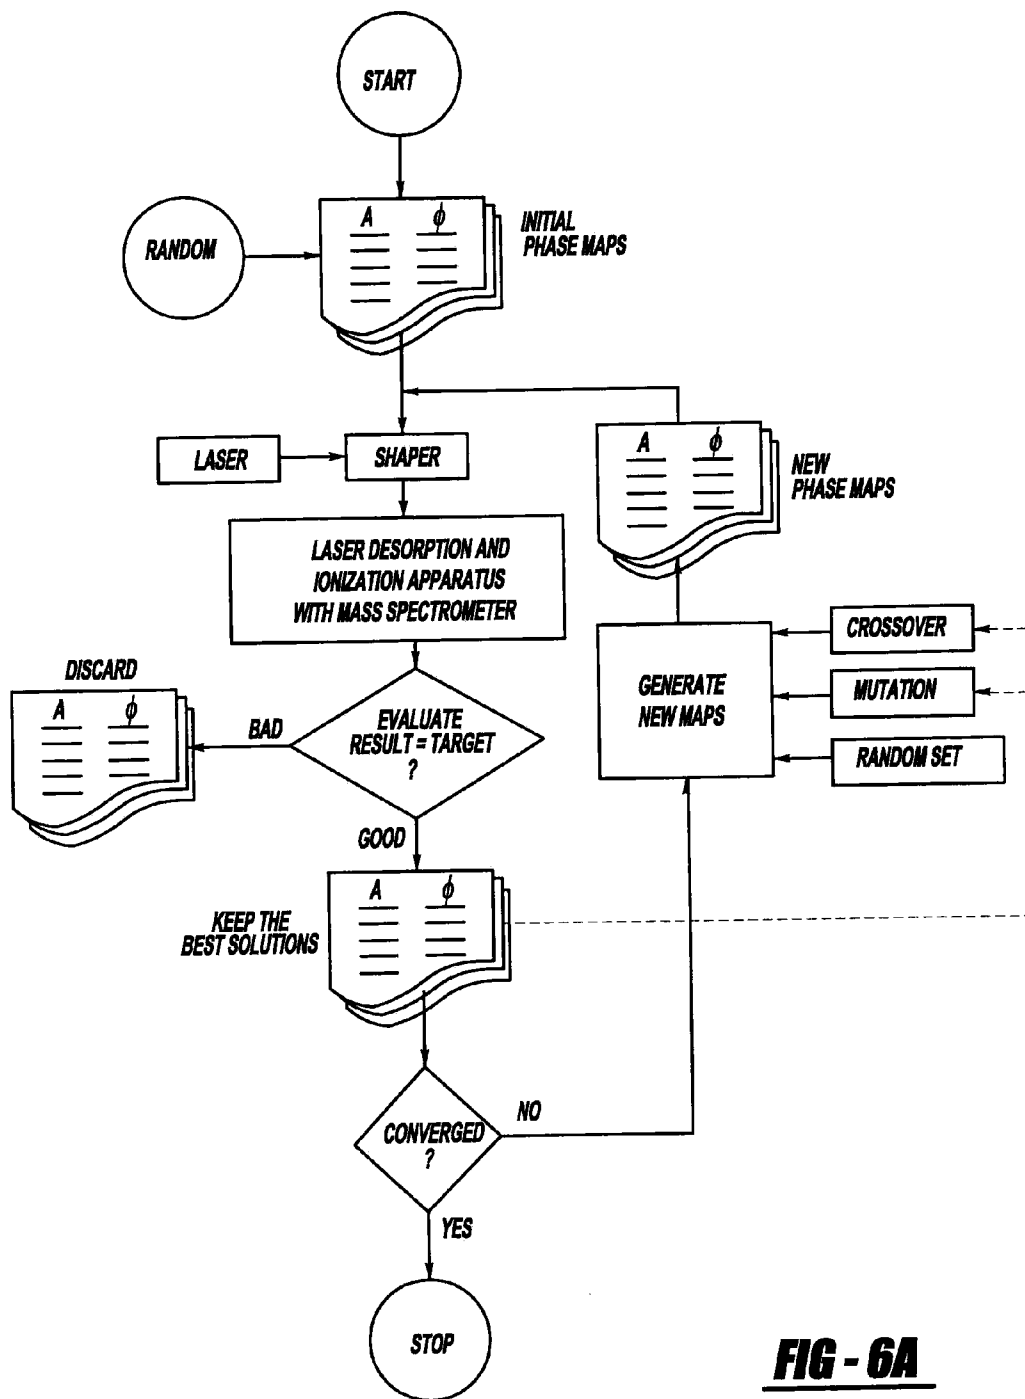 START
RANDOM
A ϕ
INITIAL
PHASE MAPS
LASER
SHAPER
A ϕ
NEW
PHASE MAPS
LASER DESORPTION AND
IONIZATION APPARATUS
WITH MASS SPECTROMETER
GENERATE
NEW MAPS
CROSSOVER
MUTATION
RANDOM SET
DISCARD
A ϕ
BAD
EVALUATE
RESULT = TARGET
?
GOOD
A ϕ
KEEP THE
BEST SOLUTIONS
CONVERGED
?
NO
YES
STOP
FIG - 6A